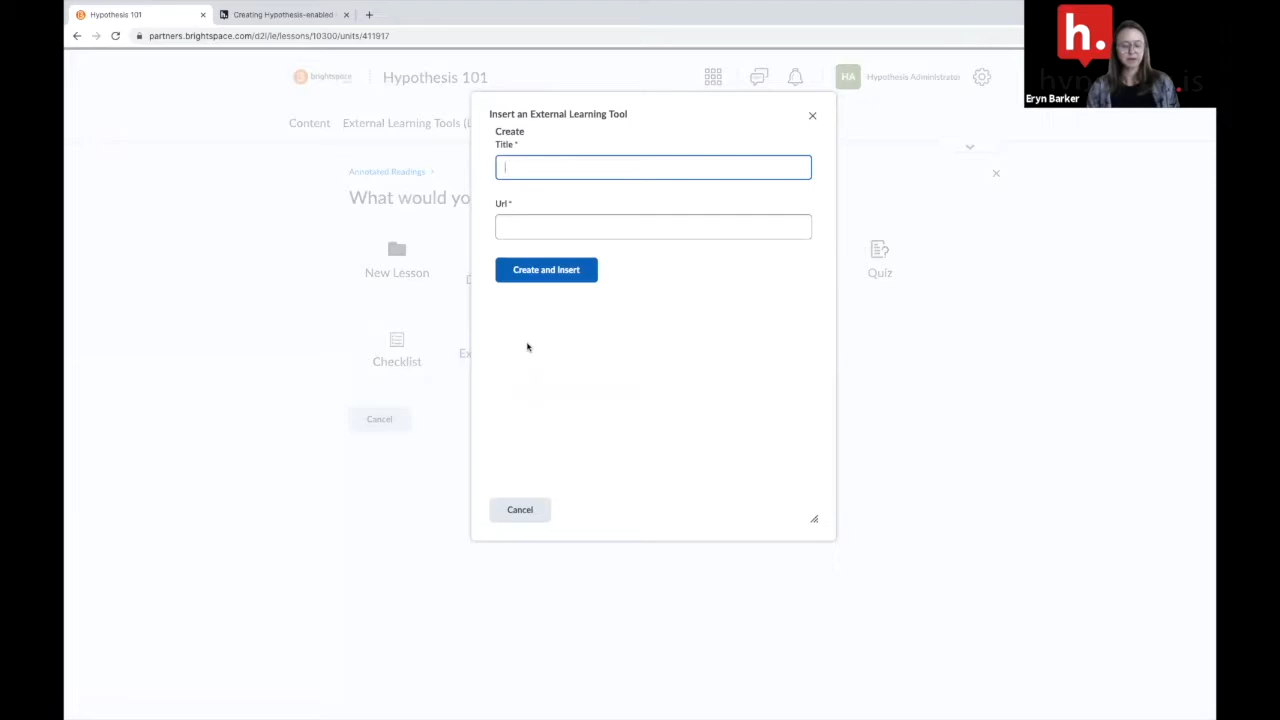 Hypothesis 101
Creating Hypothesis-enabled
partners.brightspace.com/d2l/le/lessons/10300/units/411917
h.
Eryn Barker
brightspace
Hypothesis 101
HA
Hypothesis Administrator
Content
External Learning Tools (
Annotated Readings >
What would yo
New Lesson
Quiz
Checklist
Ex
Cancel
Insert an External Learning Tool
Create
Title *
Url *
Create and Insert
Cancel